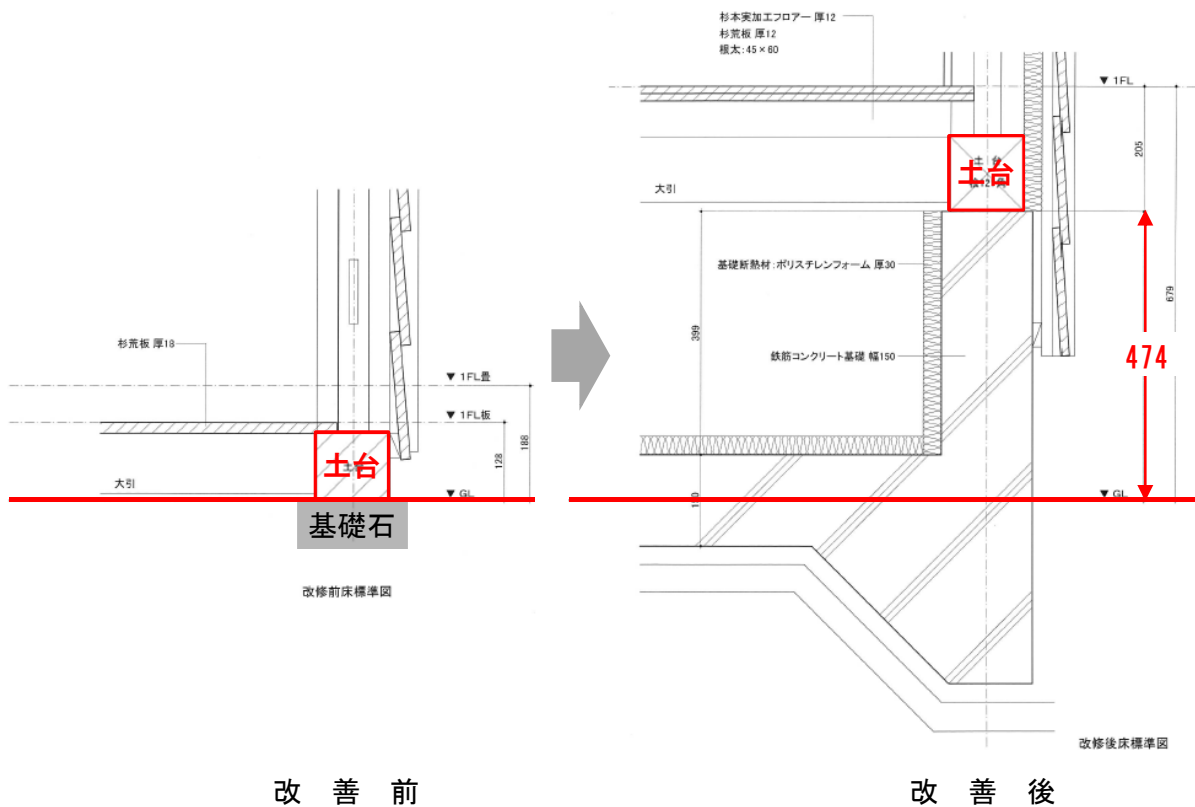 杉本実加工フロアー 厚12
杉荒板 厚12
根太:45×60
▼ 1FL
205
土台
大引
基礎断熱材:ポリスチレンフォーム 厚30
399
679
鉄筋コンクリート基礎 幅150
474
杉荒板 厚18
▼ 1FL畳
▼ 1FL板
188
128
土台
大引
▼ GL
▼ GL
基礎石
改修前床標準図
改修後床標準図
改善前
改善後